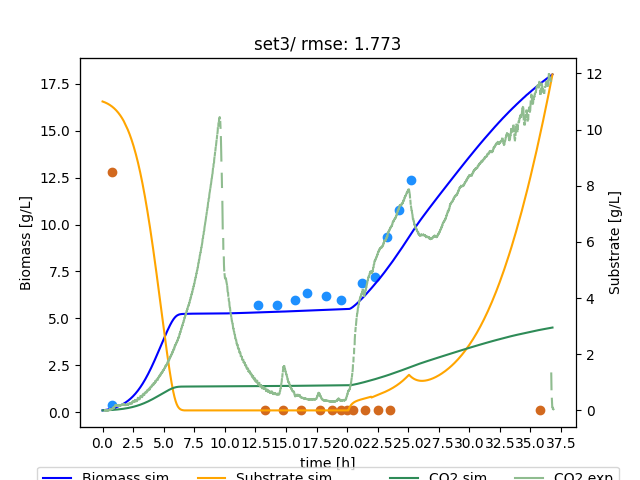 set3/ rmse: 1.773
17.5
15.0
12.5
10.0
7.5
5.0
2.5
0.0
Biomass [g/L]
12
10
8
6
4
2
0
Substrate [g/L]
0.0 2.5 5.0 7.5 10.0 12.5 15.0 17.5 20.0 22.5 25.0 27.5 30.0 32.5 35.0 37.5
time [h]
Biomass sim Substrate sim CO2 sim CO2 exp